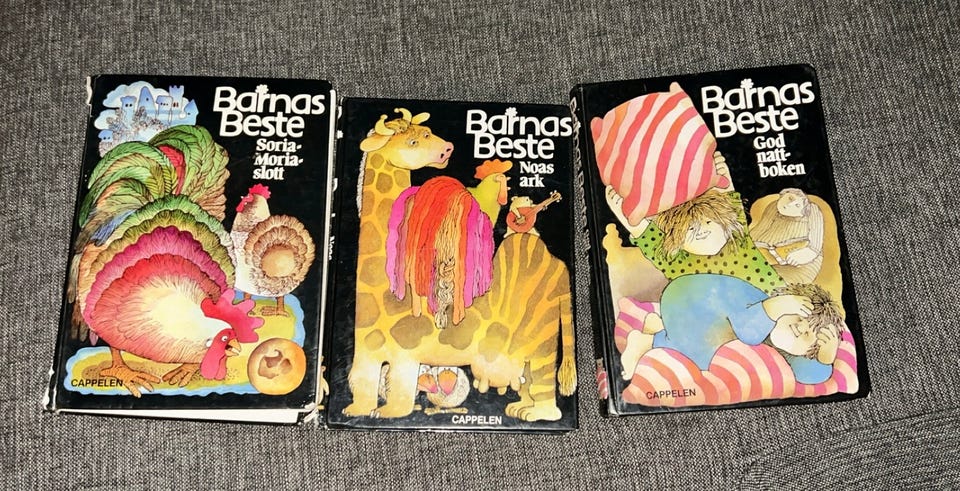 Barnas
Beste
Soria-
Moria-
slott
CAPPELEN
Barnas
Beste
Noas
ark
CAPPELEN
Barnas
Beste
God
natt-
boken
CAPPELEN